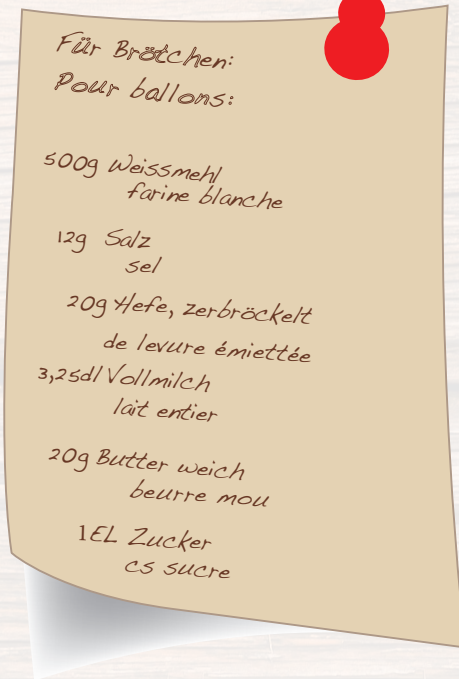 Für Brötchen:
Pour ballons:
500g Weissmehl
farine blanche
12g Salz
sel
20g Hefe, zerbröckelt
de levure émiettée
3,25dl Vollmilch
lait entier
20g Butter weich
beurre mou
1EL Zucker
cs sucre